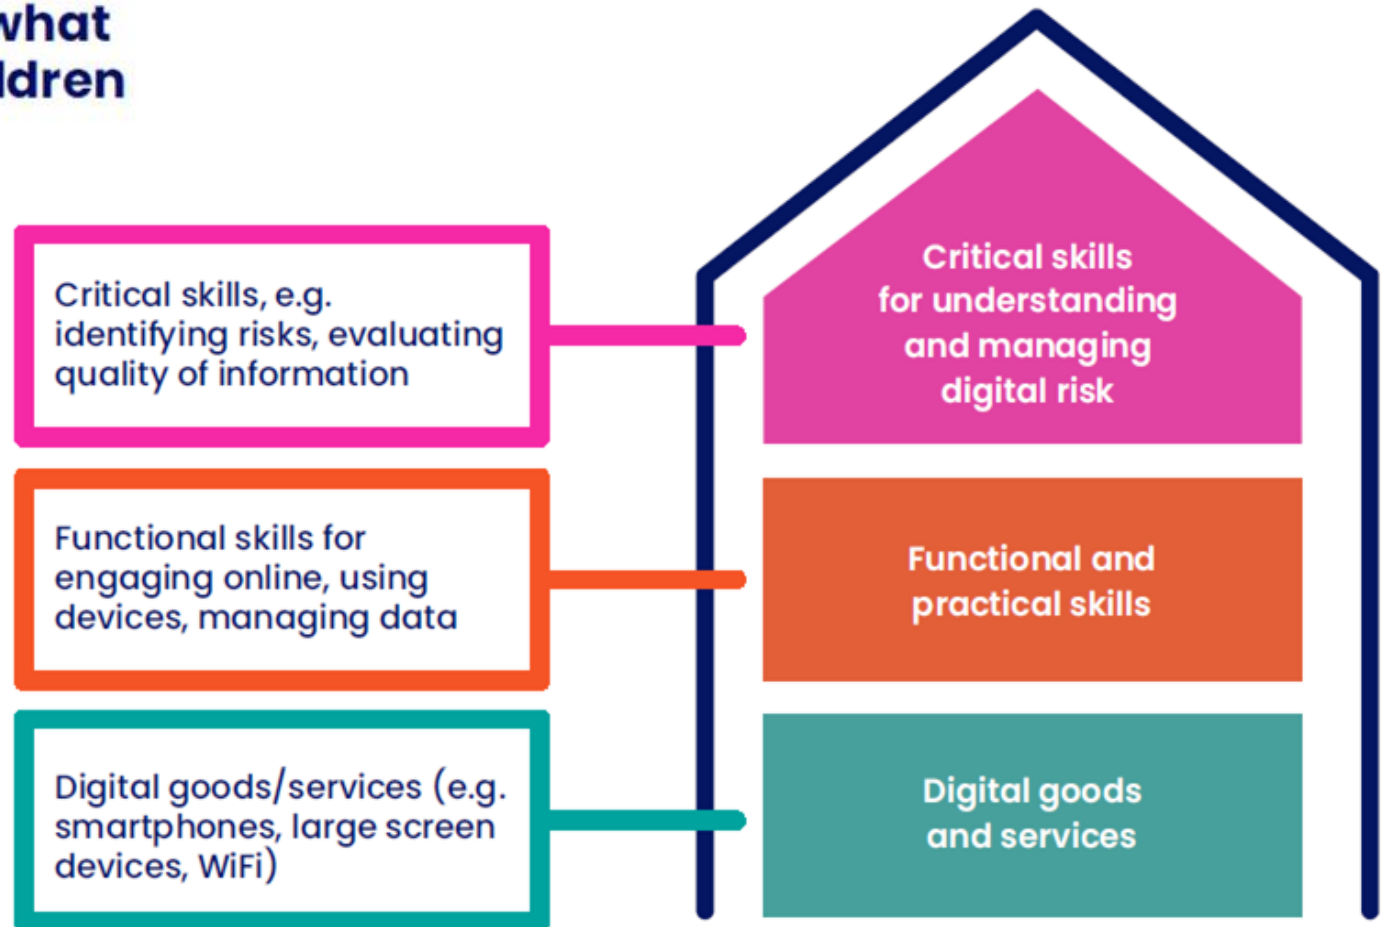 what
ldren
Critical skills, e.g.
identifying risks, evaluating
quality of information
Critical skills
for understanding
and managing
digital risk
Functional skills for
engaging online, using
devices, managing data
Functional and
practical skills
Digital goods/services (e.g.
smartphones, large screen
devices, WiFi)
Digital goods
and services